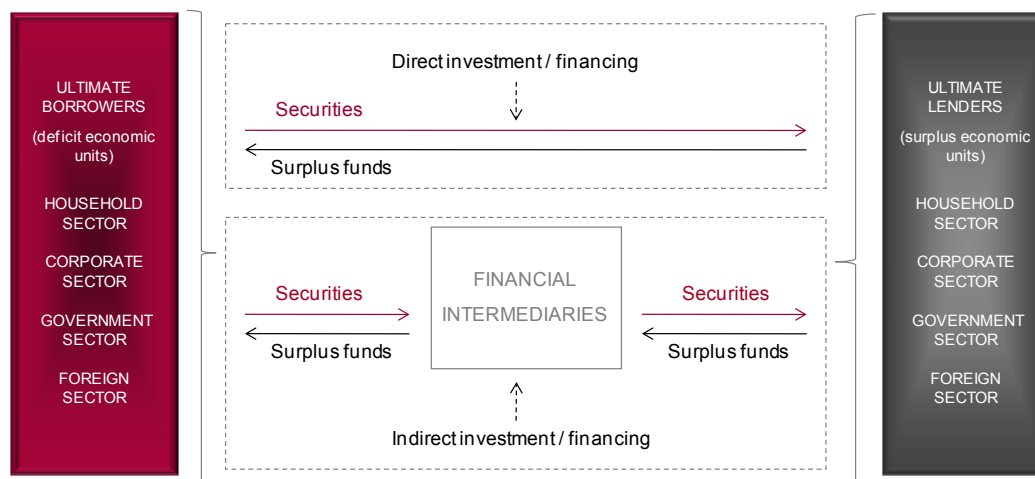 ULTIMATE
BORROWERS
(deficit economic
units)
HOUSEHOLD
SECTOR
CORPORATE
SECTOR
GOVERNMENT
SECTOR
FOREIGN
SECTOR
Direct investment / financing
Securities
Surplus funds
Securities
Surplus funds
FINANCIAL
INTERMEDIARIES
Securities
Surplus funds
Indirect investment / financing
ULTIMATE
LENDERS
(surplus economic
units)
HOUSEHOLD
SECTOR
CORPORATE
SECTOR
GOVERNMENT
SECTOR
FOREIGN
SECTOR